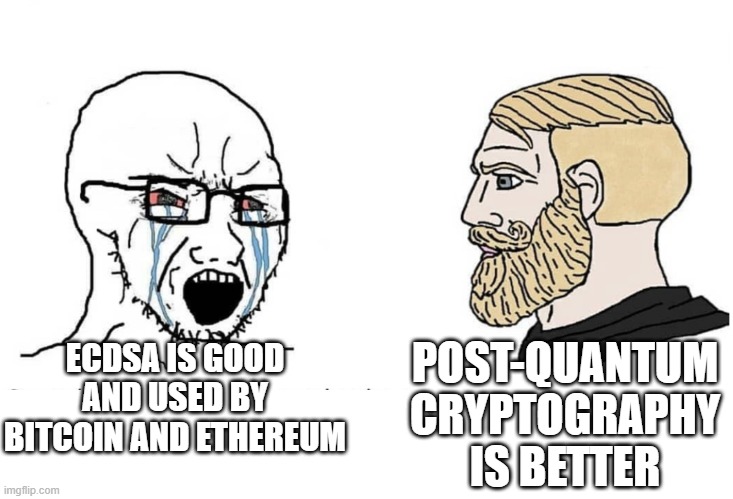 ECDSA IS GOOD
AND USED BY
BITCOIN AND ETHEREUM
POST-QUANTUM
CRYPTOGRAPHY
IS BETTER
imgflip.com